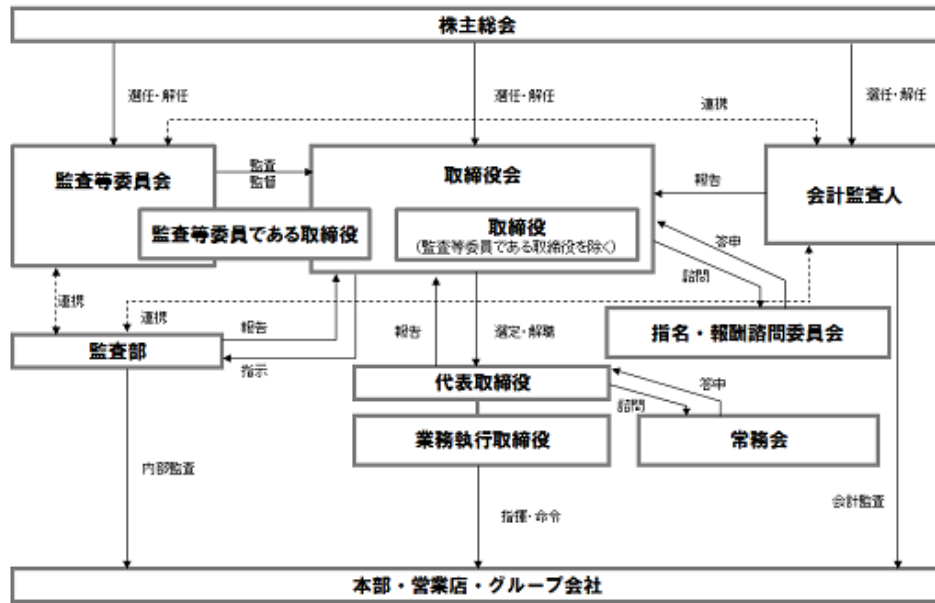 株主総会
選任・解任
選任・解任
選任・解任
連携
監査等委員会
監査
監督
取締役会
報告
会計監査人
監査等委員である取締役
取締役
(監査等委員である取締役を除く)
答申
諮問
連携
連携
報告
指示
報告
選定・解職
指名・報酬諮問委員会
監査部
代表取締役
答申
諮問
業務執行取締役
常務会
内部監査
指揮・命令
会計監査
本部・営業店・グループ会社